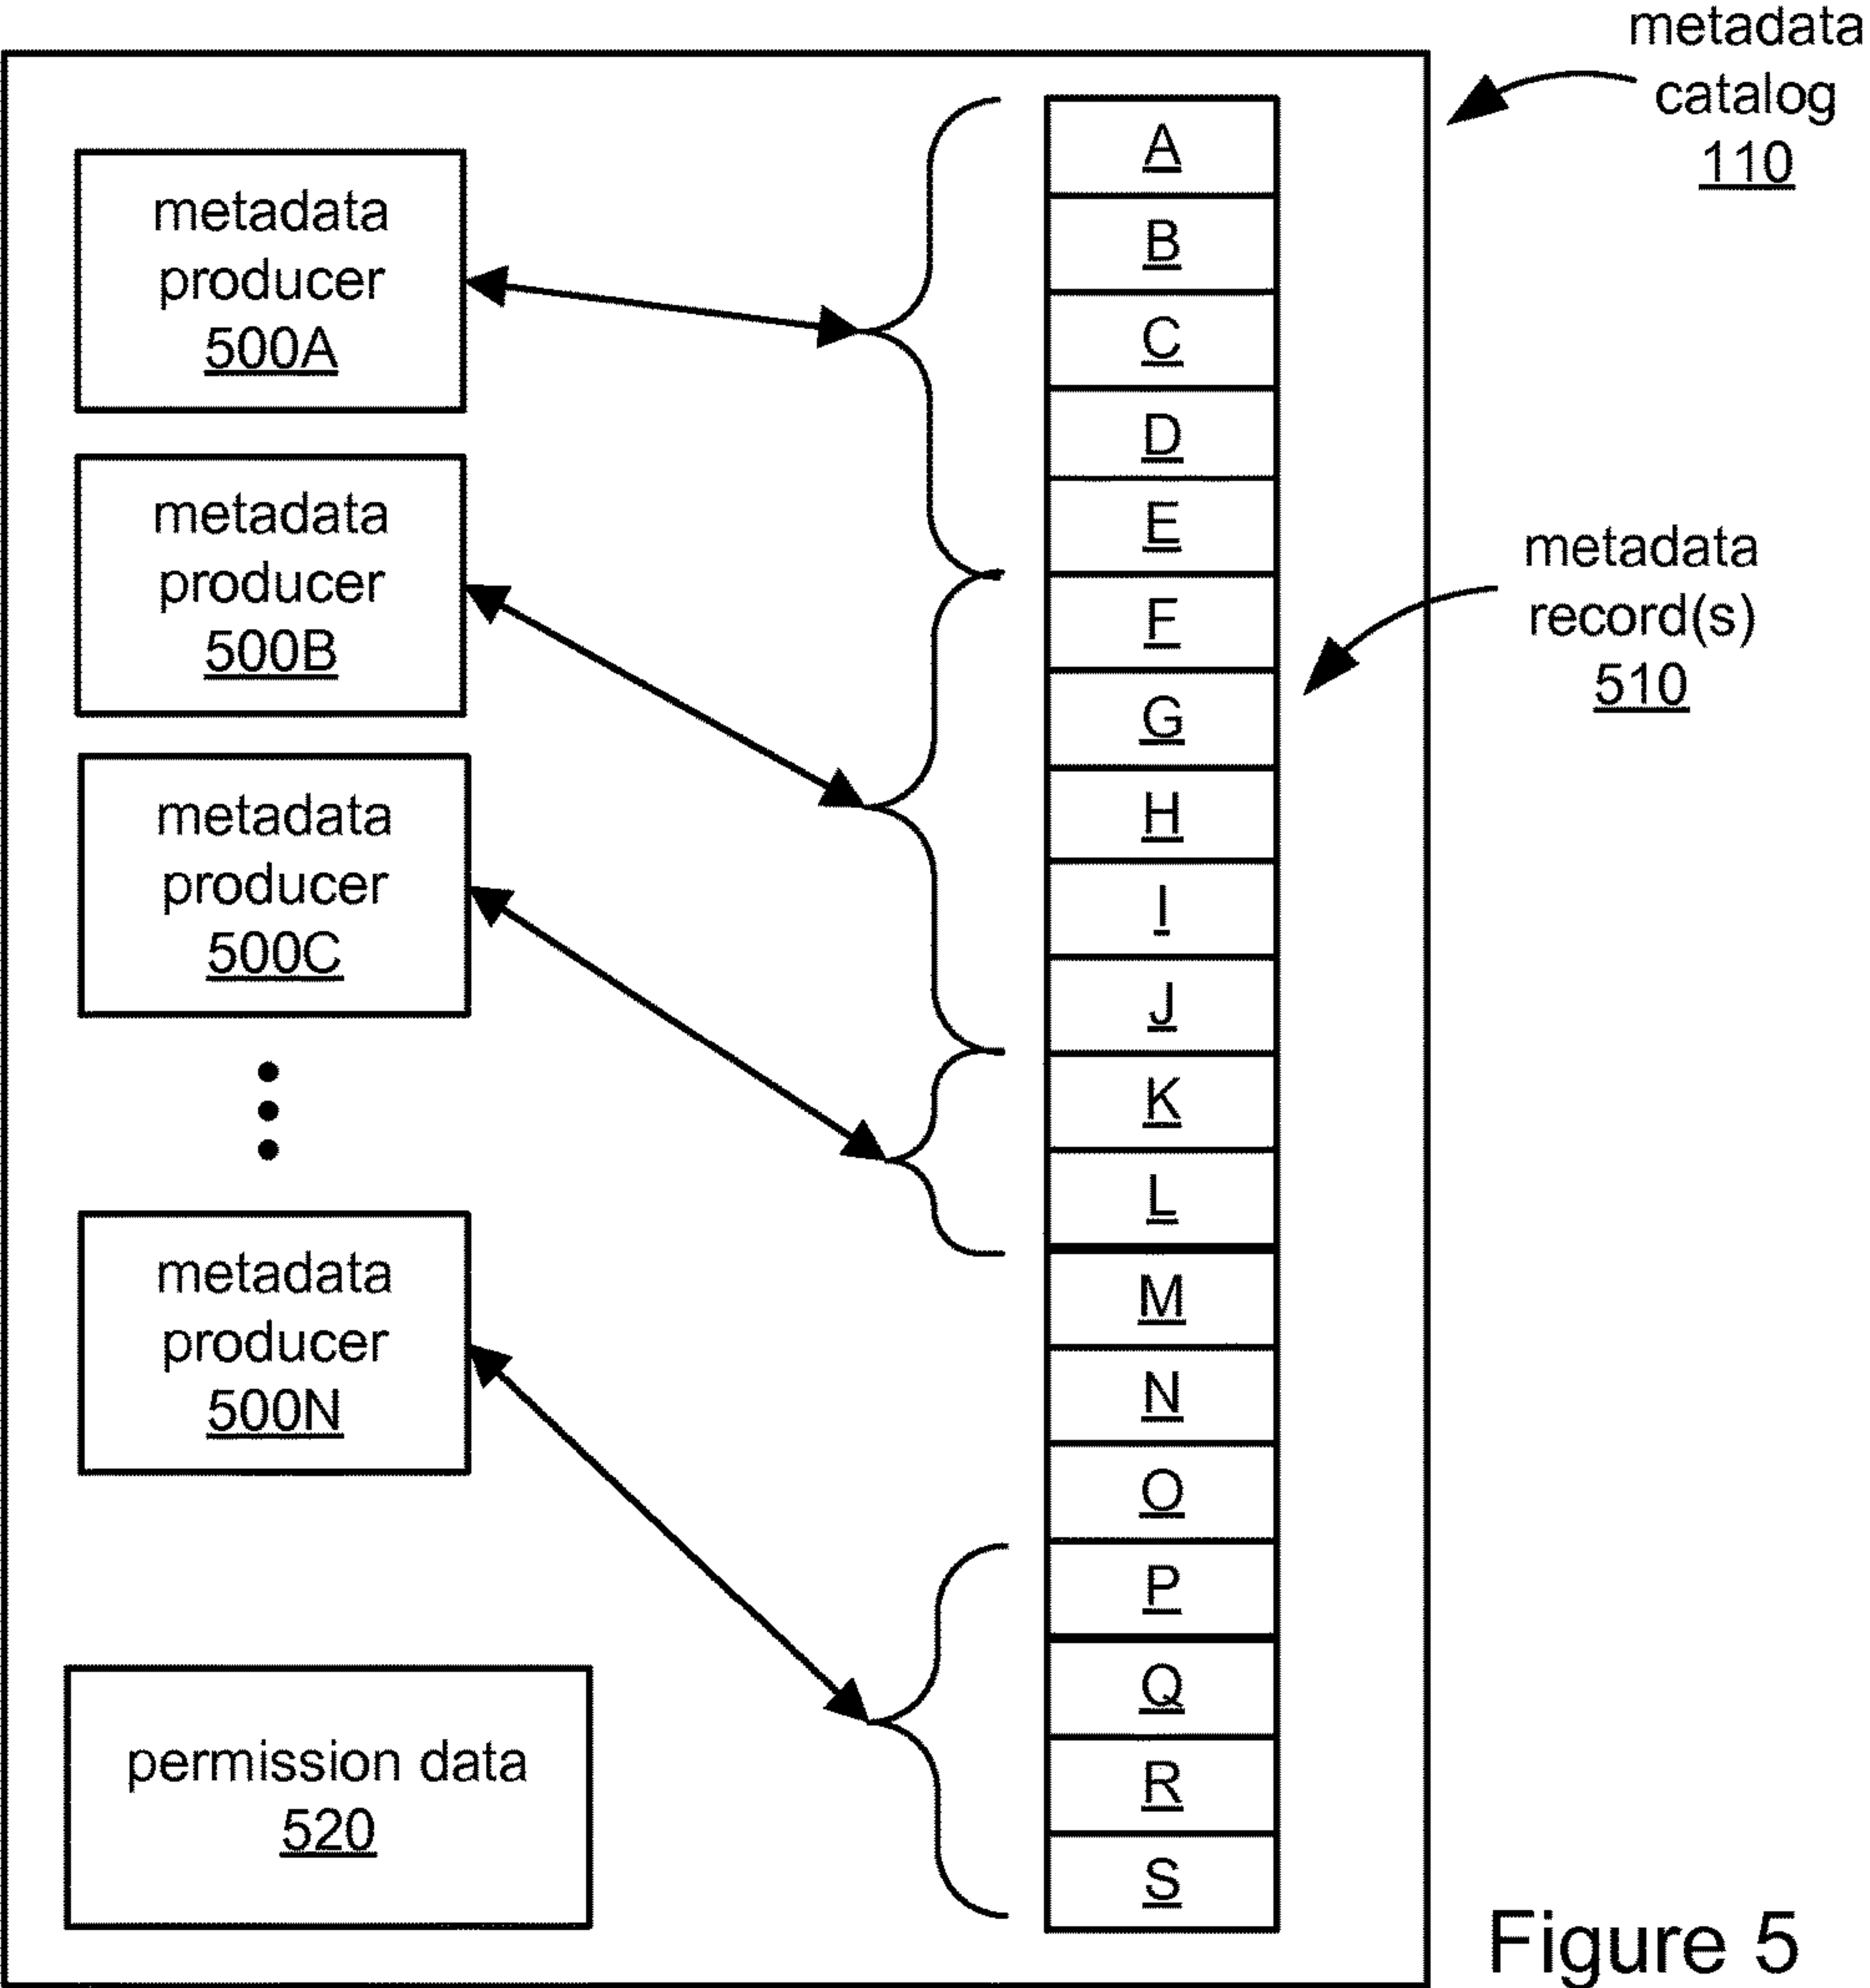 metadata
catalog
110
metadata
producer
500A
metadata
producer
500B
metadata
producer
500C
metadata
producer
500N
permission data
520
A
B
C
D
E
F
G
H
I
J
K
L
M
N
O
P
Q
R
S
metadata
record(s)
510
Figure 5